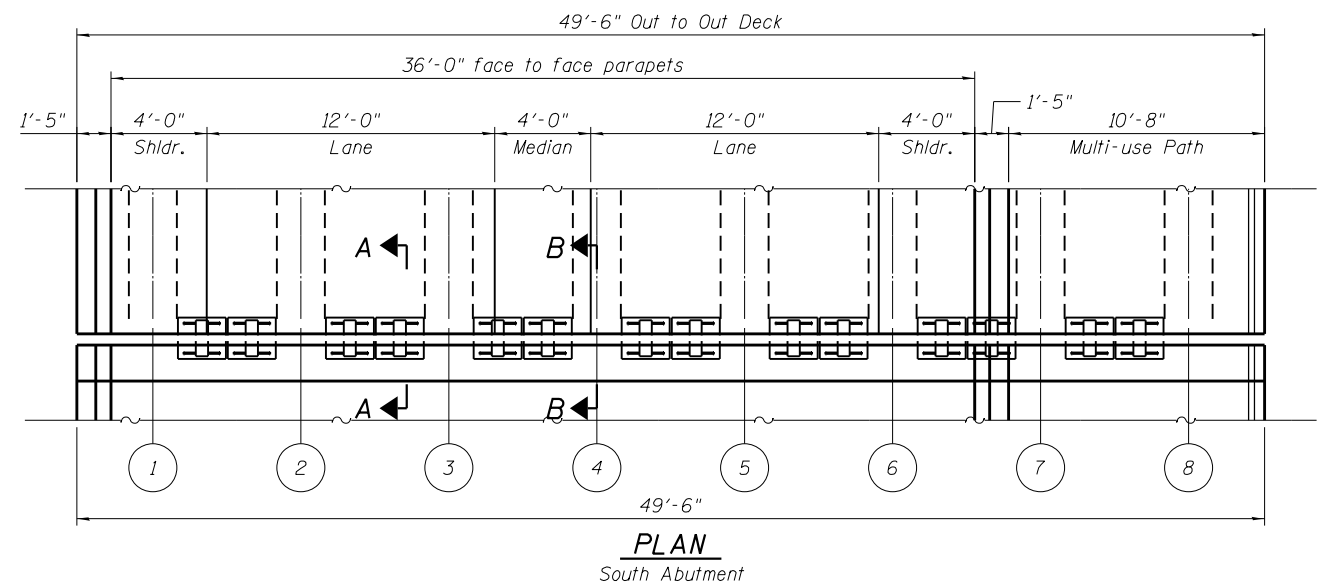 49'-6" Out to Out Deck
36'-0" face to face parapets
1'-5"
1'-5" 4'-0" 12'-0" 4'-0" 12'-0" 4'-0" 10'-8"
Shldr. Lane Median Lane Shldr. Multi-use Path
A B
A B
1 2 3 4 5 6 7 8
49'-6"
PLAN
South Abutment